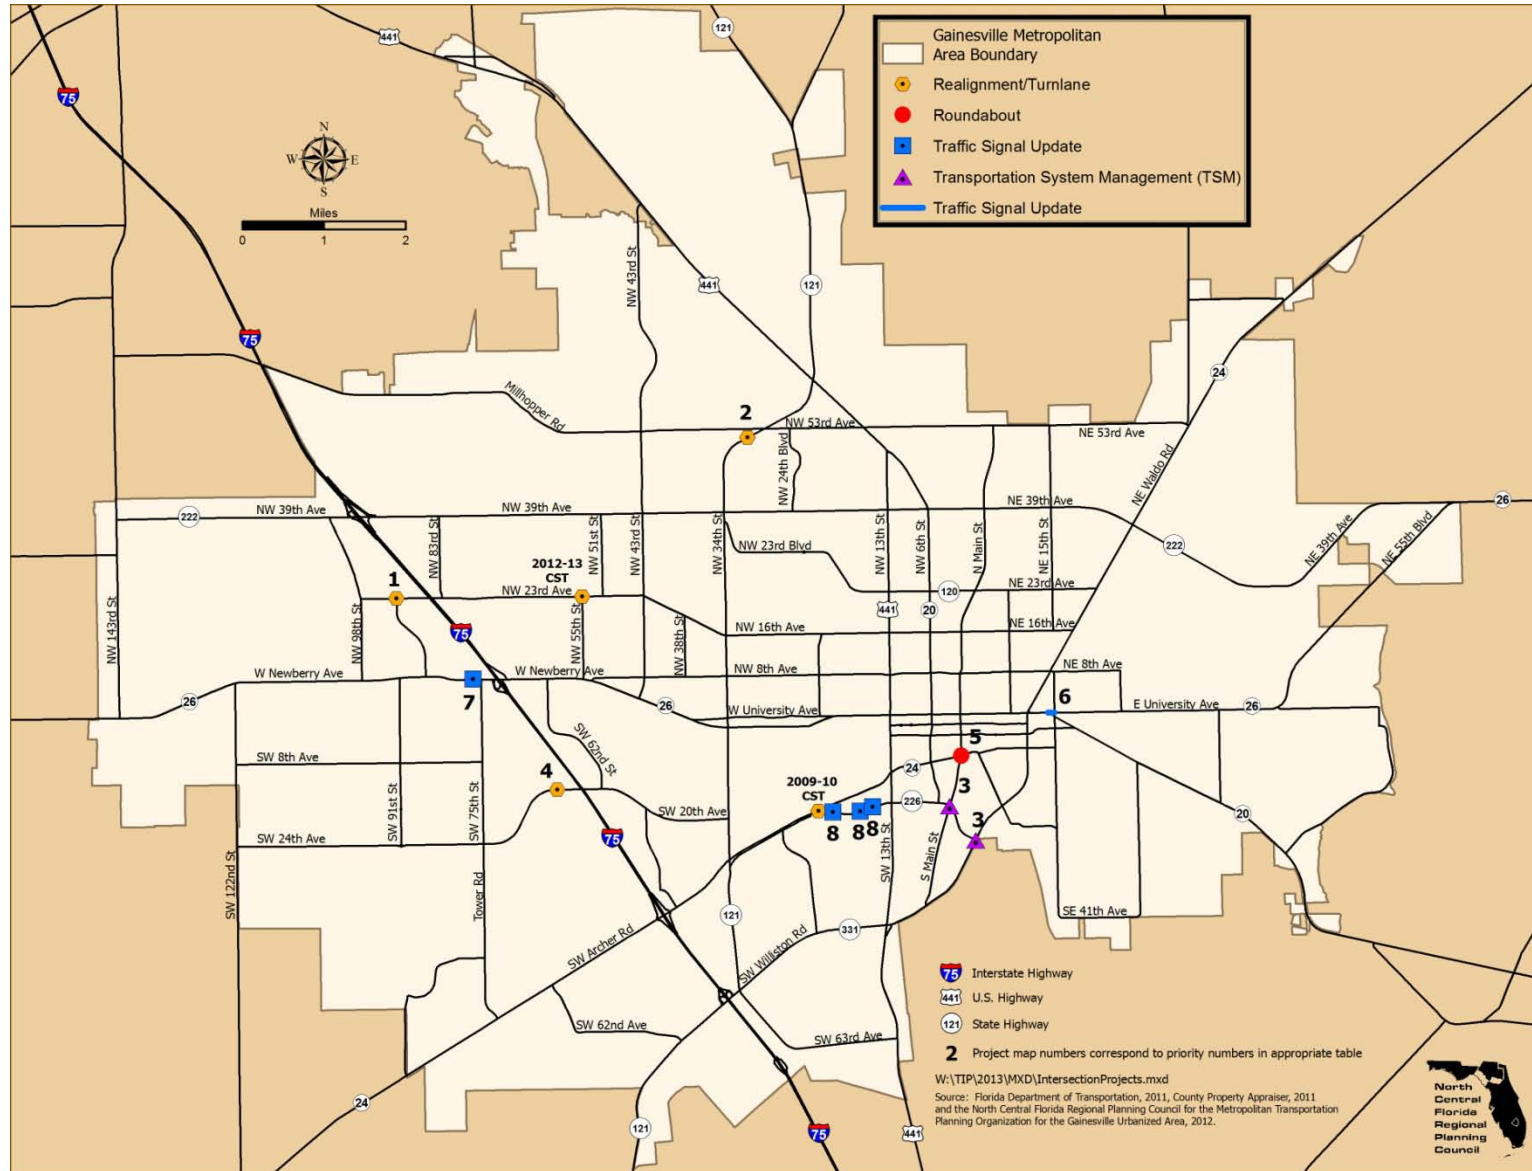 441
121
75
Gainesville Metropolitan
Area Boundary
Realignment/Turnlane
Roundabout
Traffic Signal Update
Transportation System Management (TSM)
Traffic Signal Update
N
W
E
S
Miles
0
1
2
NW 43rd St
441
121
75
24
Millhopper Rd
2
NW 53rd Ave
NE 53rd Ave
NW 24th Blvd
NE Waldo Rd
222
NW 39th Ave
NW 39th Ave
NE 39th Ave
26
NW 83rd St
NW 51st St
NW 43rd St
NW 34th St
NW 13th St
NW 6th St
N Main St
NE 15th St
NW 23rd Blvd
222
NE 39th Ave
NE 55th Blvd
2012-13
CST
1
NW 23rd Ave
120
NE 23rd Ave
NW 143rd St
NW 98th St
75
NW 55th St
NW 38th St
441
20
NW 16th Ave
NE 16th Ave
W Newberry Ave
W Newberry Ave
NW 8th Ave
NE 8th Ave
7
26
26
W University Ave
6
E University Ave
26
SW 62nd St
SW 8th Ave
5
24
4
2009-10
CST
3
SW 91st St
SW 75th St
SW 20th Ave
226
20
8
8
8
3
SW 24th Ave
75
SW 13th St
S Main St
SW 122nd St
Tower Rd
121
SE 41th Ave
SW Archer Rd
331
SW Williston Rd
75
Interstate Highway
441
U.S. Highway
SW 62nd Ave
121
State Highway
SW 63rd Ave
2
Project map numbers correspond to priority numbers in appropriate table
W:\TIP\2013\MXD\IntersectionProjects.mxd
Source: Florida Department of Transportation, 2011, County Property Appraiser, 2011
and the North Central Florida Regional Planning Council for the Metropolitan Transportation
Planning Organization for the Gainesville Urbanized Area, 2012.
24
121
75
441
North
Central
Florida
Regional
Planning
Council